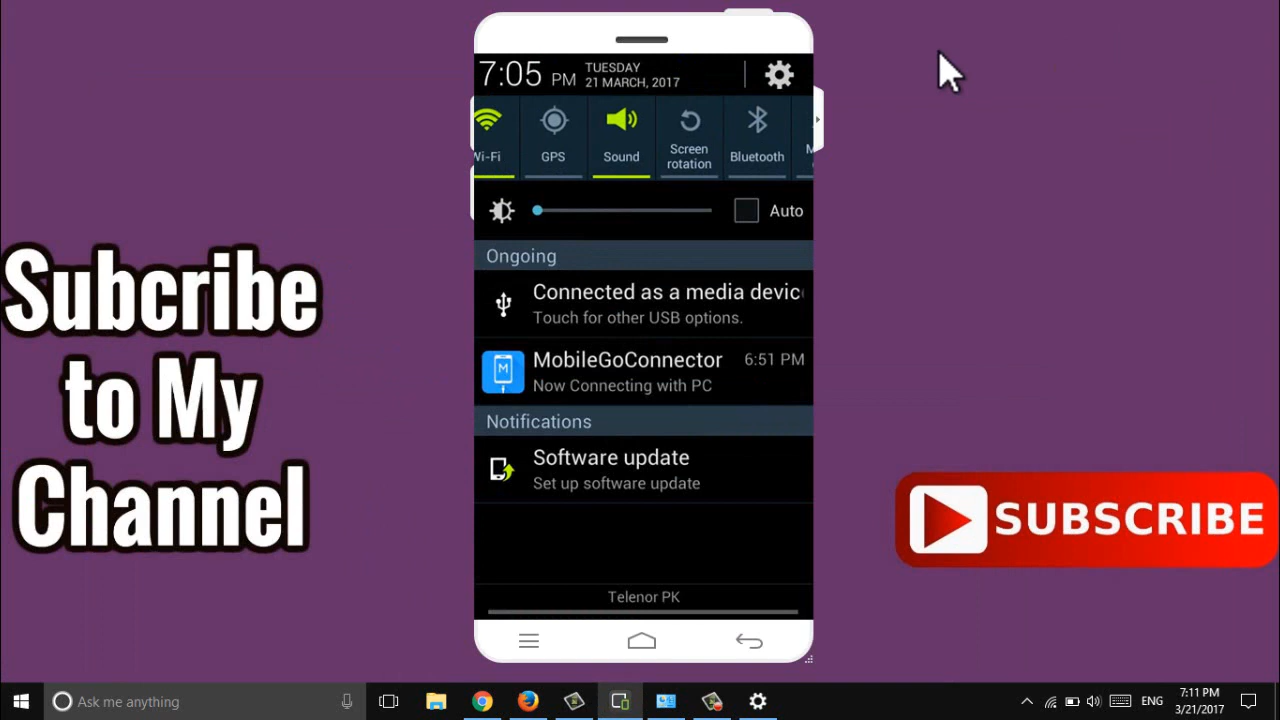 7:05 PM
TUESDAY
21 MARCH, 2017
Wi-Fi
GPS
Sound
Screen
rotation
Bluetooth
Auto
Ongoing
Connected as a media devic
Touch for other USB options.
MobileGoConnector 6:51 PM
Now Connecting with PC
Notifications
Software update
Set up software update
Telenor PK
Subcribe
to My
Channel
SUBSCRIBE
Ask me anything
ENG
7:11 PM
3/21/2017